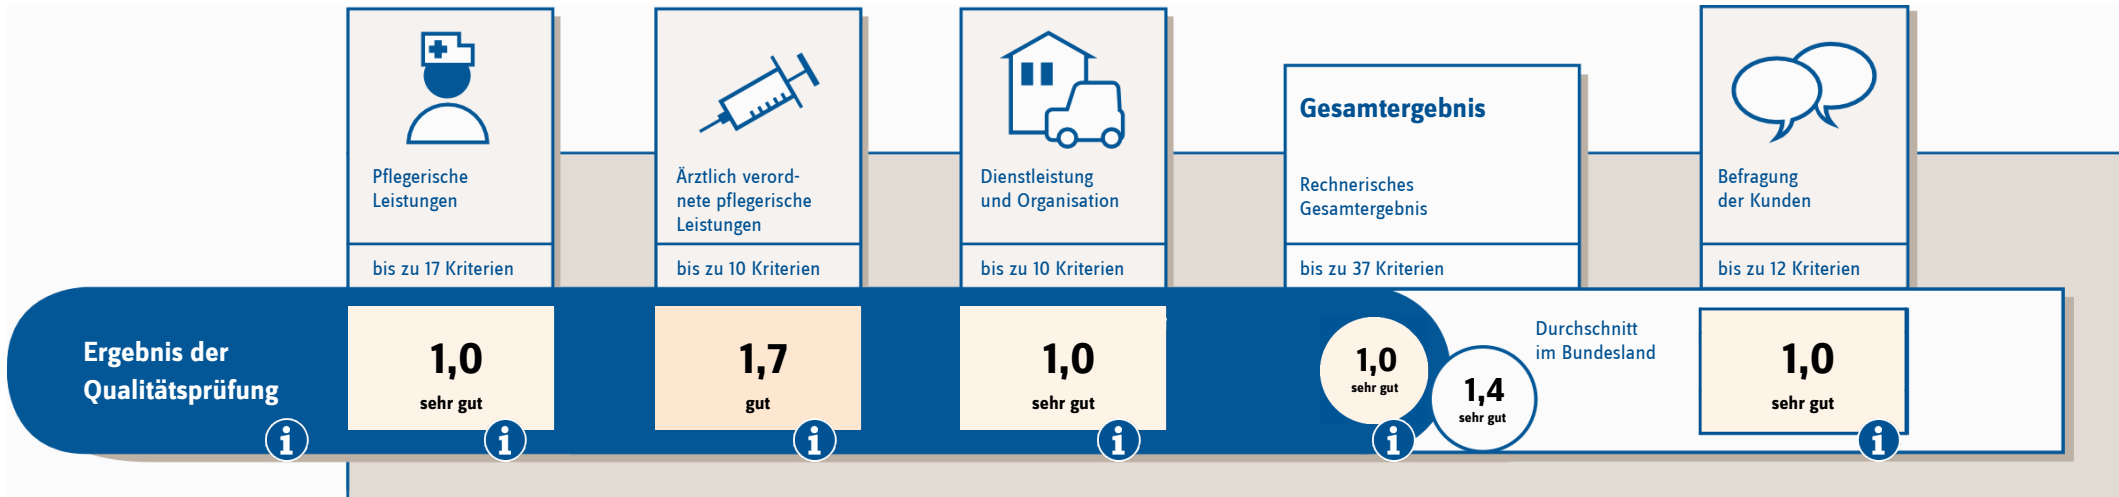 Pflegerische
Leistungen
bis zu 17 Kriterien
Ärztlich verord-
nete pflegerische
Leistungen
bis zu 10 Kriterien
Dienstleistung
und Organisation
bis zu 10 Kriterien
Gesamtergebnis
Rechnerisches
Gesamtergebnis
bis zu 37 Kriterien
Befragung
der Kunden
bis zu 12 Kriterien
Ergebnis der
Qualitätsprüfung
i
1,0
sehr gut
i
1,7
gut
i
1,0
sehr gut
i
1,0
sehr gut
i
1,4
sehr gut
Durchschnitt
im Bundesland
1,0
sehr gut
i